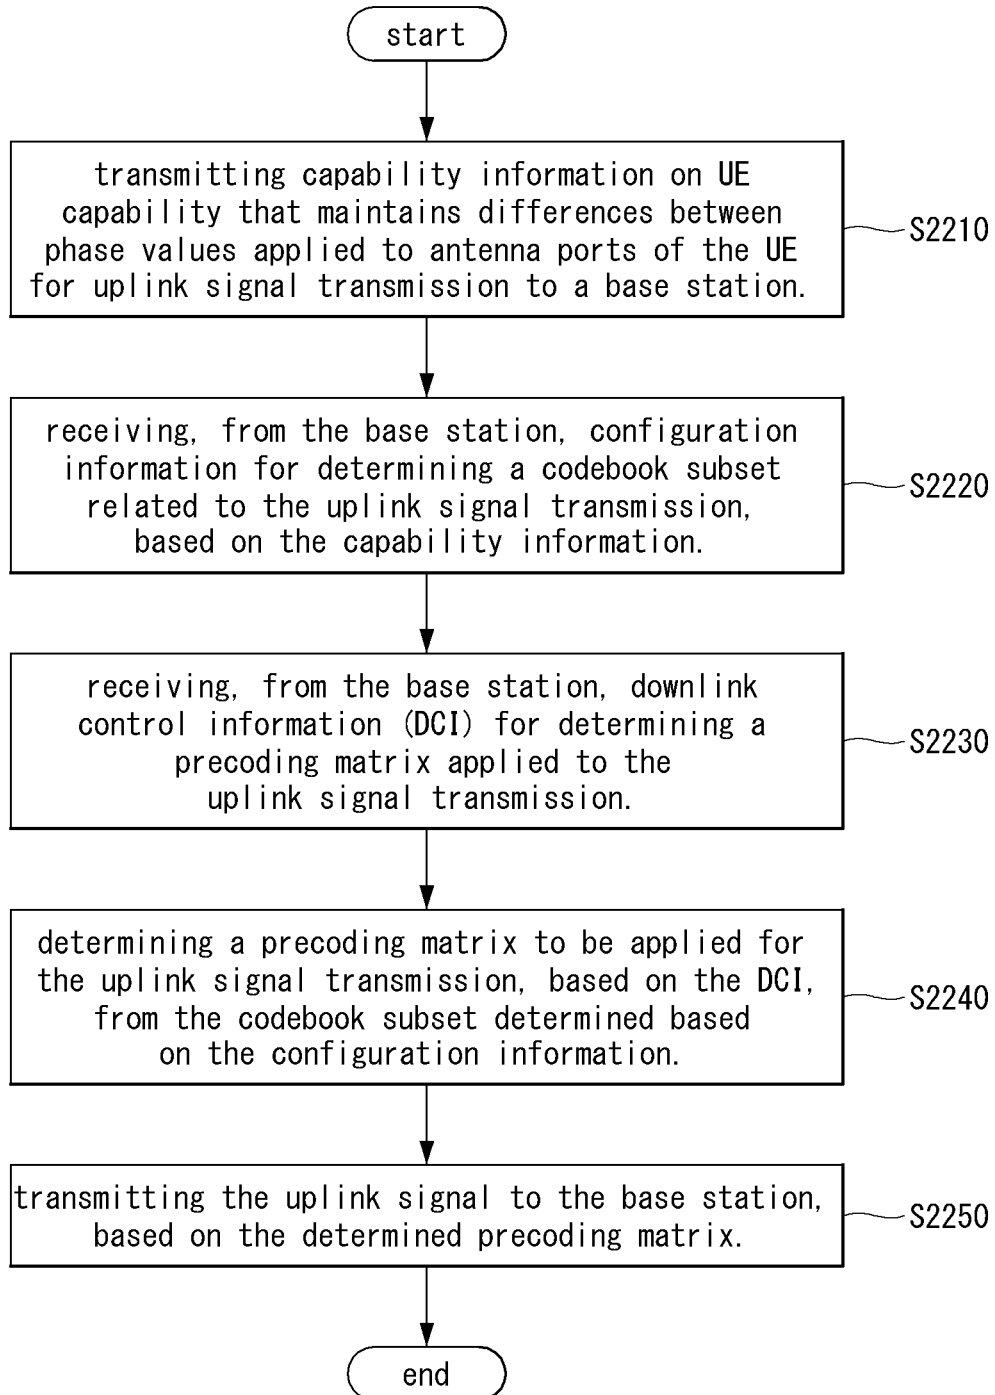 start
transmitting capability information on UE
capability that maintains differences between
phase values applied to antenna ports of the UE
for uplink signal transmission to a base station.
S2210
receiving, from the base station, configuration
information for determining a codebook subset
related to the uplink signal transmission,
based on the capability information.
S2220
receiving, from the base station, downlink
control information (DCI) for determining a
precoding matrix applied to the
uplink signal transmission.
S2230
determining a precoding matrix to be applied for
the uplink signal transmission, based on the DCI,
from the codebook subset determined based
on the configuration information.
S2240
transmitting the uplink signal to the base station,
based on the determined precoding matrix.
S2250
end